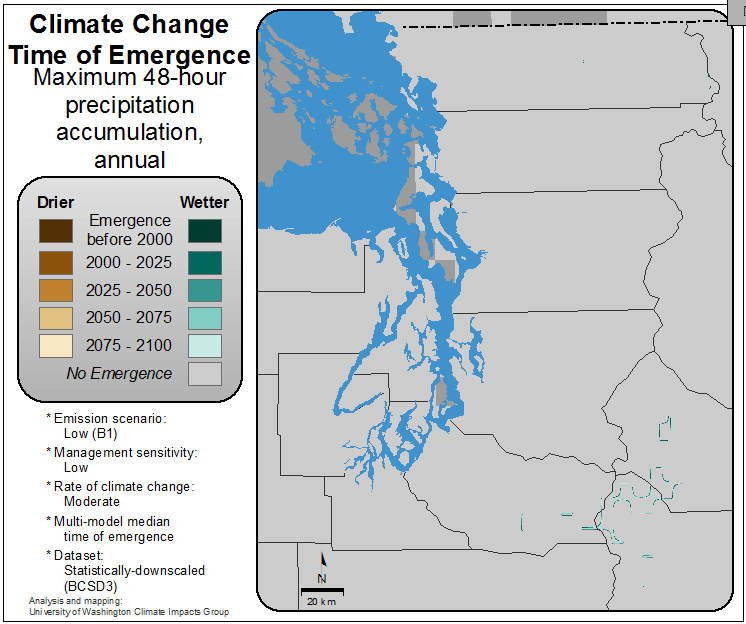 Climate Change
Time of Emergence
Maximum 48-hour
precipitation
accumulation,
annual
Drier Wetter
Emergence
before 2000
2000 - 2025
2025 - 2050
2050 - 2075
2075 - 2100
No Emergence
* Emission scenario:
Low (B1)
* Management sensitivity:
Low
* Rate of climate change:
Moderate
* Multi-model median
time of emergence
* Dataset:
Statistically-downscaled
(BCSD3)
Analysis and mapping:
University of Washington Climate Impacts Group
N
20 km